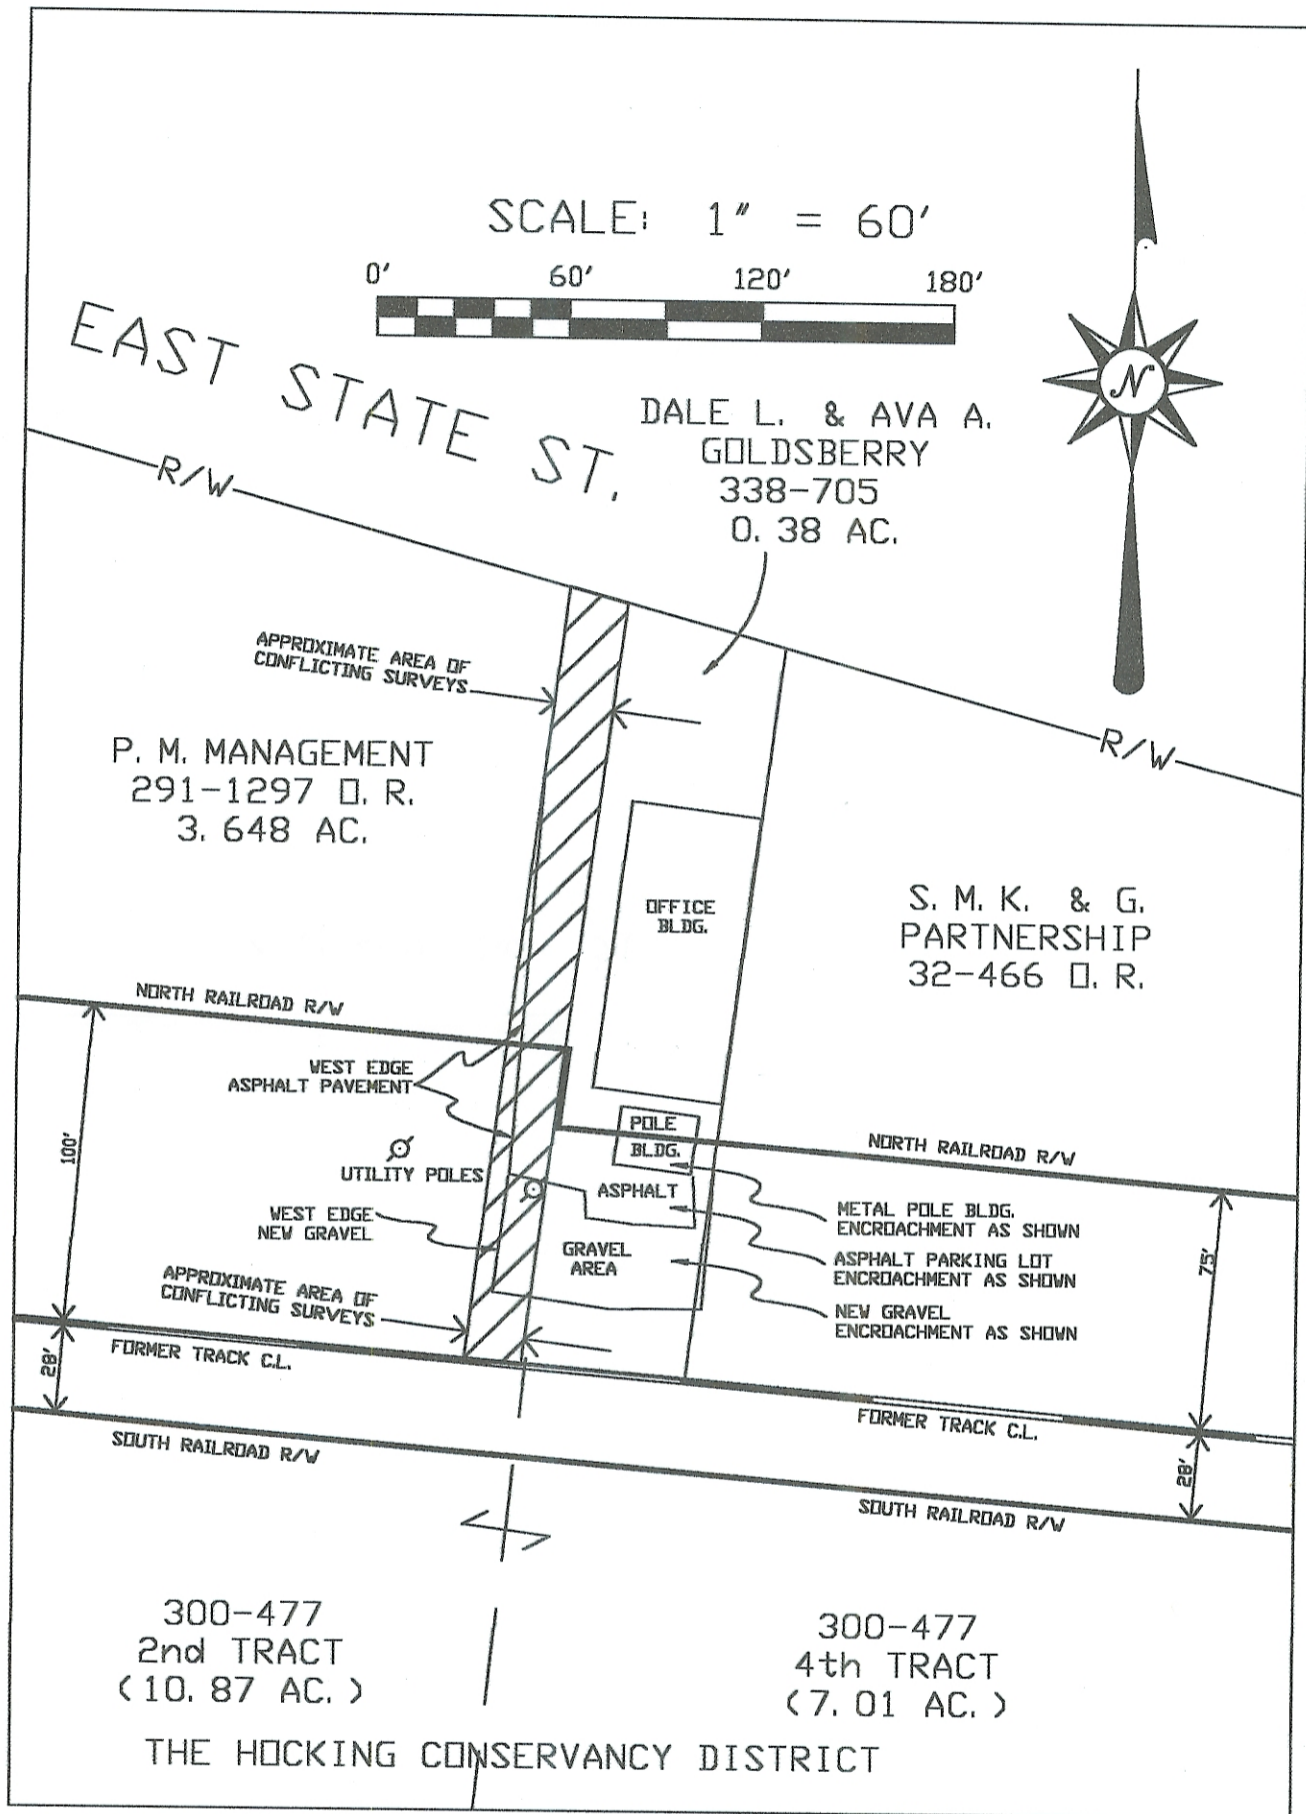 SCALE: 1" = 60'
0' 60' 120' 180'
EAST STATE ST.
DALE L. & AVA A.
GOLDSBERRY
338-705
0.38 AC.
R/W
N
APPROXIMATE AREA OF
CONFLICTING SURVEYS
R/W
P. M. MANAGEMENT
291-1297 O. R.
3.648 AC.
OFFICE
BLDG.
S. M. K. & G.
PARTNERSHIP
32-466 O. R.
NORTH RAILROAD R/W
WEST EDGE
ASPHALT PAVEMENT
100'
POLE
BLDG.
NORTH RAILROAD R/W
UTILITY POLES
ASPHALT
METAL POLE BLDG.
ENCROACHMENT AS SHOWN
WEST EDGE
NEW GRAVEL
GRAVEL
AREA
ASPHALT PARKING LOT
ENCROACHMENT AS SHOWN
75'
APPROXIMATE AREA OF
CONFLICTING SURVEYS
NEW GRAVEL
ENCROACHMENT AS SHOWN
28'
FORMER TRACK C.L.
FORMER TRACK C.L.
SOUTH RAILROAD R/W
28'
SOUTH RAILROAD R/W
300-477
2nd TRACT
(10.87 AC.)
300-477
4th TRACT
(7.01 AC.)
THE HOCKING CONSERVANCY DISTRICT